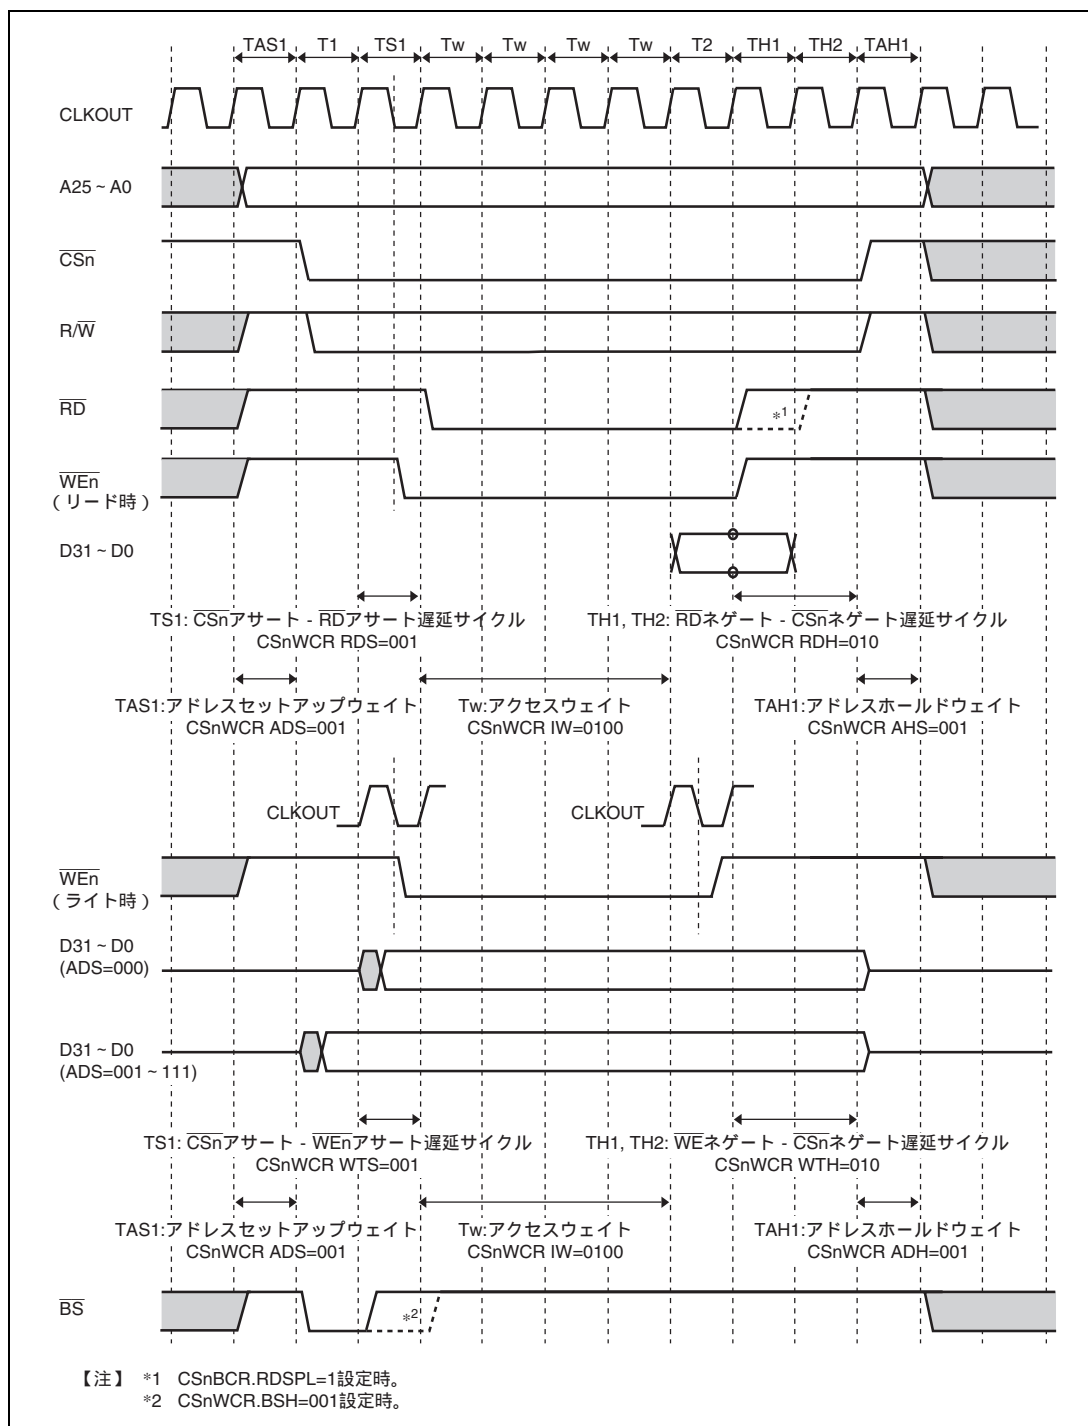 TAS1 T1 TS1 Tw Tw Tw Tw T2 TH1 TH2 TAH1
CLKOUT
A25 ~ A0
CSn
R/W
RD
*1
WEn
( リード時 )
D31 ~ D0
TS1: CSnアサート - RDアサート遅延サイクル
CSnWCR RDS=001
TH1, TH2: RDネゲート - CSnネゲート遅延サイクル
CSnWCR RDH=010
TAS1:アドレスセットアップウェイト
CSnWCR ADS=001
Tw:アクセスウェイト
CSnWCR IW=0100
TAH1:アドレスホールドウェイト
CSnWCR AHS=001
CLKOUT
CLKOUT
WEn
( ライト時 )
D31 ~ D0
(ADS=000)
D31 ~ D0
(ADS=001 ~ 111)
TS1: CSnアサート - WEnアサート遅延サイクル
CSnWCR WTS=001
TH1, TH2: WEネゲート - CSnネゲート遅延サイクル
CSnWCR WTH=010
TAS1:アドレスセットアップウェイト
CSnWCR ADS=001
Tw:アクセスウェイト
CSnWCR IW=0100
TAH1:アドレスホールドウェイト
CSnWCR ADH=001
BS
*2
【注】 *1 CSnBCR.RDSPL=1設定時。
*2 CSnWCR.BSH=001設定時。